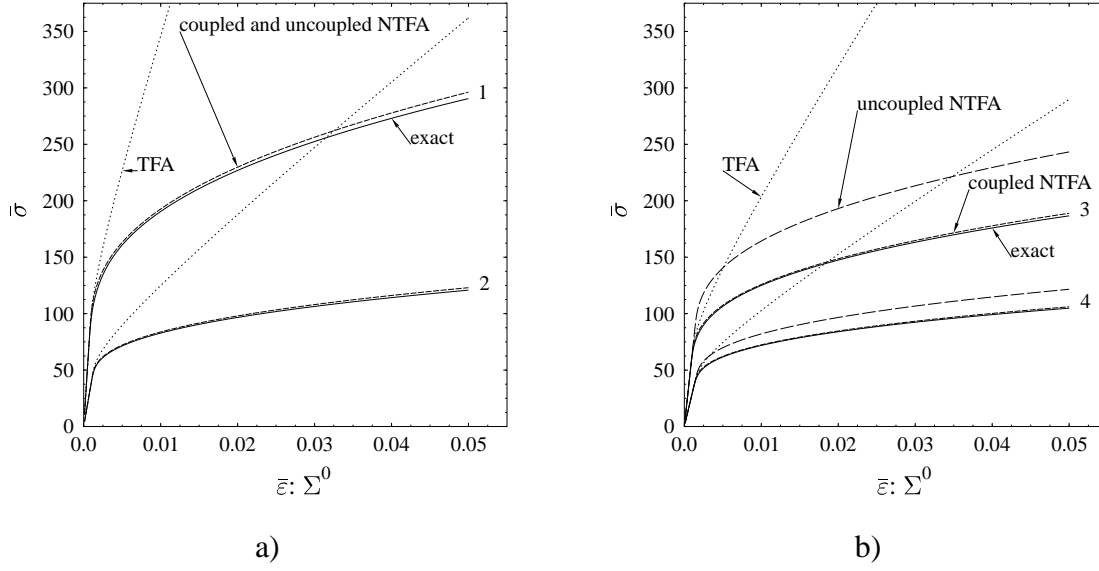 350
300
250
200
150
100
50
0
σ̄
coupled and uncoupled NTFA
TFA
exact
1
2
0.0 0.01 0.02 0.03 0.04 0.05
ε̄: Σ⁰
a)
350
300
250
200
150
100
50
0
σ̄
uncoupled NTFA
TFA
coupled NTFA
3
exact
4
0.0 0.01 0.02 0.03 0.04 0.05
ε̄: Σ⁰
b)